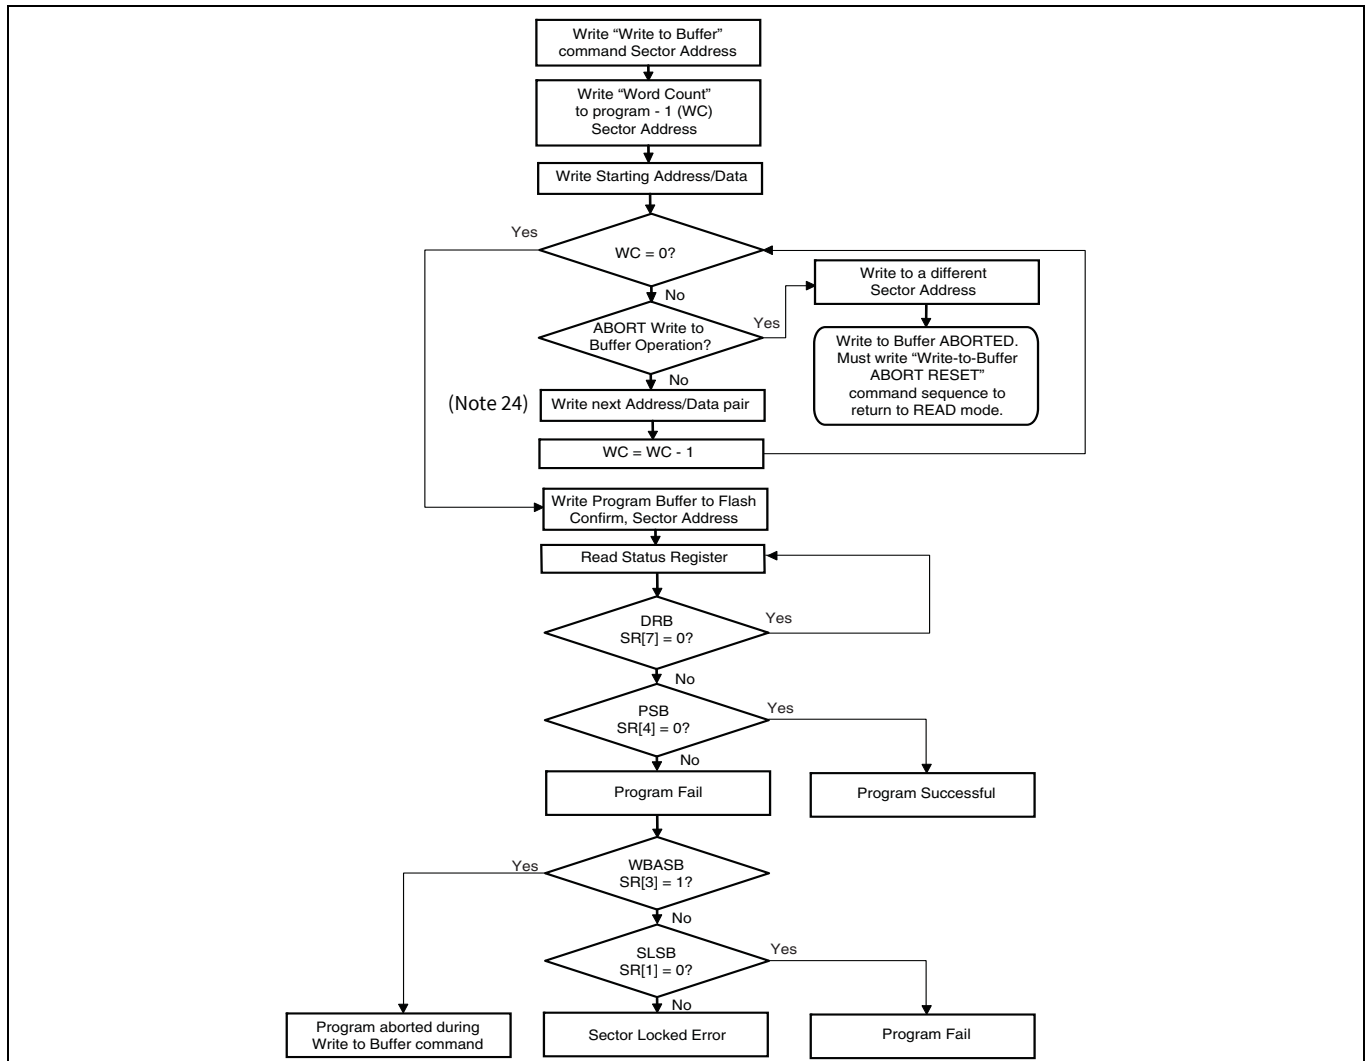 Write “Write to Buffer”
command Sector Address
Write “Word Count”
to program - 1 (WC)
Sector Address
Write Starting Address/Data
Yes
WC = 0?
No
Write to a different
Sector Address
ABORT Write to
Buffer Operation?
Yes
No
Write to Buffer ABORTED.
Must write “Write-to-Buffer
ABORT RESET”
command sequence to
return to READ mode.
(Note 24)
Write next Address/Data pair
WC = WC - 1
Write Program Buffer to Flash
Confirm, Sector Address
Read Status Register
DRB
SR[7] = 0?
Yes
No
PSB
SR[4] = 0?
Yes
No
Program Fail
Program Successful
Yes
WBASB
SR[3] = 1?
No
SLSB
SR[1] = 0?
Yes
No
Program aborted during
Write to Buffer command
Sector Locked Error
Program Fail